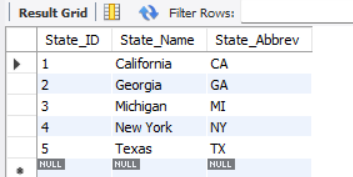 Result Grid Filter Rows:
State_ID State_Name State_Abbrev
1 California CA
2 Georgia GA
3 Michigan MI
4 New York NY
5 Texas TX
NULL NULL NULL